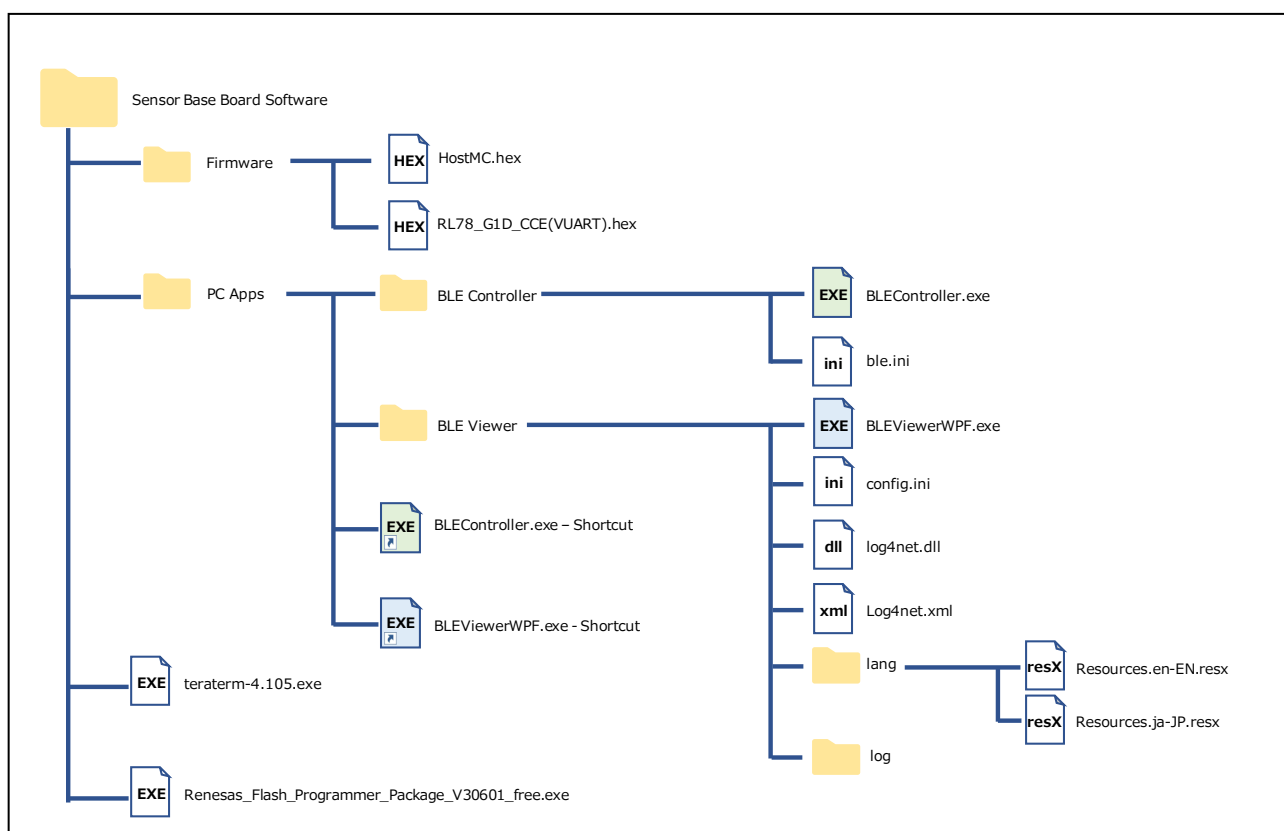 Sensor Base Board Software
Firmware
HEX
HostMC.hex
HEX
RL78_G1D_CCE(VUART).hex
PC Apps
BLE Controller
EXE
BLEController.exe
ini
ble.ini
BLE Viewer
EXE
BLEViewerWPF.exe
ini
config.ini
dll
log4net.dll
xml
Log4net.xml
lang
resX
Resources.en-EN.resx
resX
Resources.ja-JP.resx
log
EXE
BLEController.exe – Shortcut
EXE
BLEViewerWPF.exe - Shortcut
EXE
teraterm-4.105.exe
EXE
Renesas_Flash_Programmer_Package_V30601_free.exe